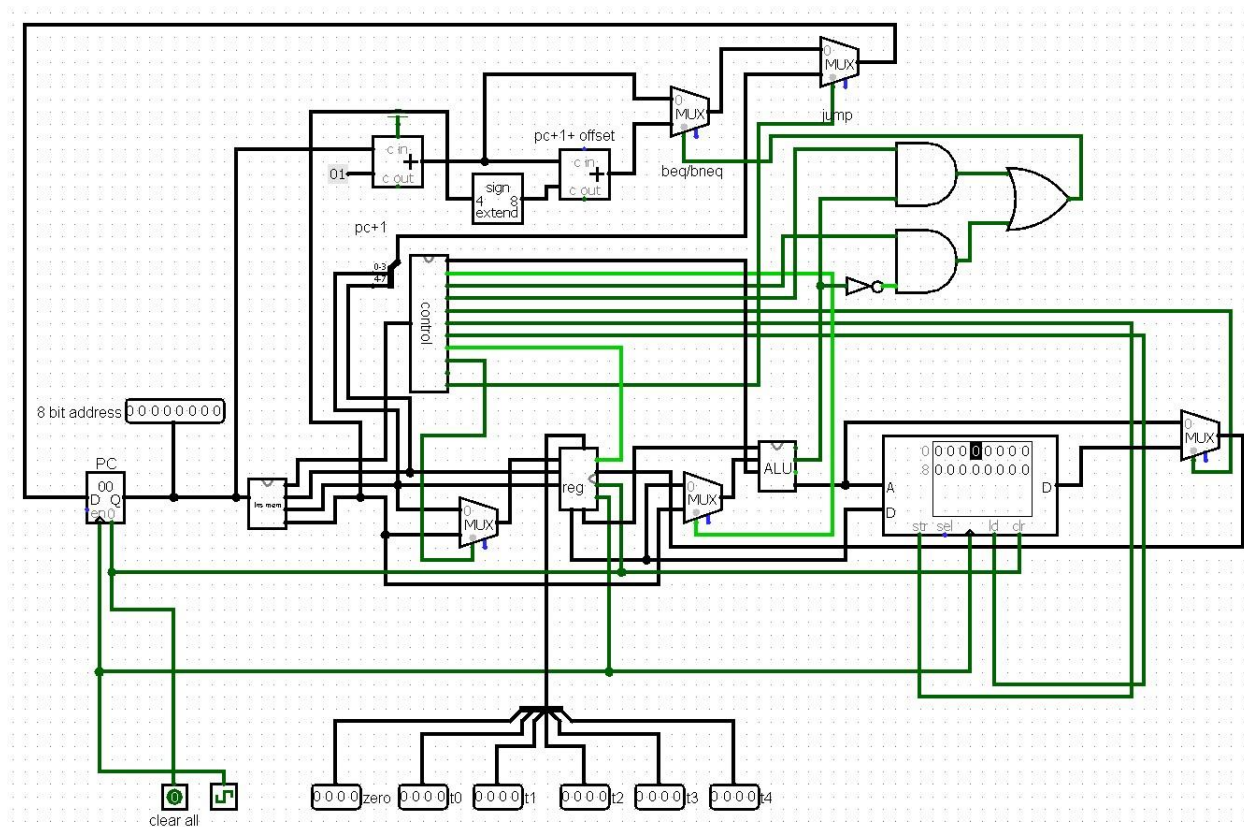 0
MUX
jump
0
MUX
c in
+
c out
01
pc+1+ offset
c in
+
c out
beq/bneq
sign
4 8
extend
pc+1
0-3
4-7
control
8 bit address 0 0 0 0 0 0 0 0
PC
00
D Q
en 0
Ins mem
0
MUX
reg
0
MUX
ALU
0 0 0 0 0 0 0 0 0
8 0 0 0 0 0 0 0 0
A
D
D
str sel ld clr
0
MUX
0
clear all
0 0 0 0 zero
0 0 0 0 t0
0 0 0 0 t1
0 0 0 0 t2
0 0 0 0 t3
0 0 0 0 t4